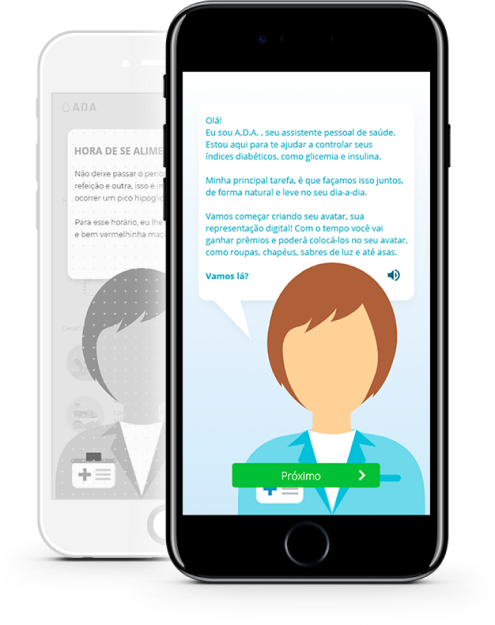 A.D.A
HORA DE SE ALIME
Não deixe passar o perío
refeição e outra, isso é i
ocorrer um pico hipogli
Para esse horário, eu lhe
e bem vermelhinha maç
Olá!
Eu sou A.D.A. , seu assistente pessoal de saúde.
Estou aqui para te ajudar a controlar seus
índices diabéticos, como glicemia e insulina.
Minha principal tarefa, é que façamos isso juntos,
de forma natural e leve no seu dia-a-dia.
Vamos começar criando seu avatar, sua
representação digital! Com o tempo você vai
ganhar prêmios e poderá colocá-los no seu avatar,
como roupas, chapéus, sabres de luz e até asas.
Vamos lá?
Próximo